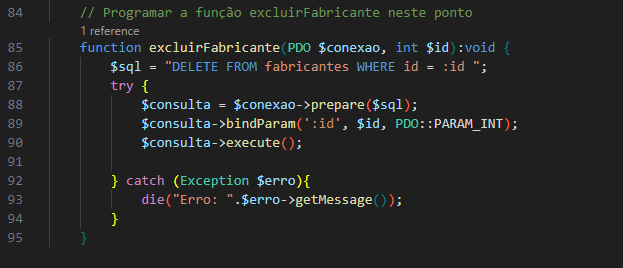 84 // Programar a função excluirFabricante neste ponto
1 reference
85 function excluirFabricante(PDO $conexao, int $id):void {
86 $sql = "DELETE FROM fabricantes WHERE id = :id ";
87 try {
88 $consulta = $conexao->prepare($sql);
89 $consulta->bindParam(':id', $id, PDO::PARAM_INT);
90 $consulta->execute();
91
92 } catch (Exception $erro){
93 die("Erro: ".$erro->getMessage());
94 }
95 }